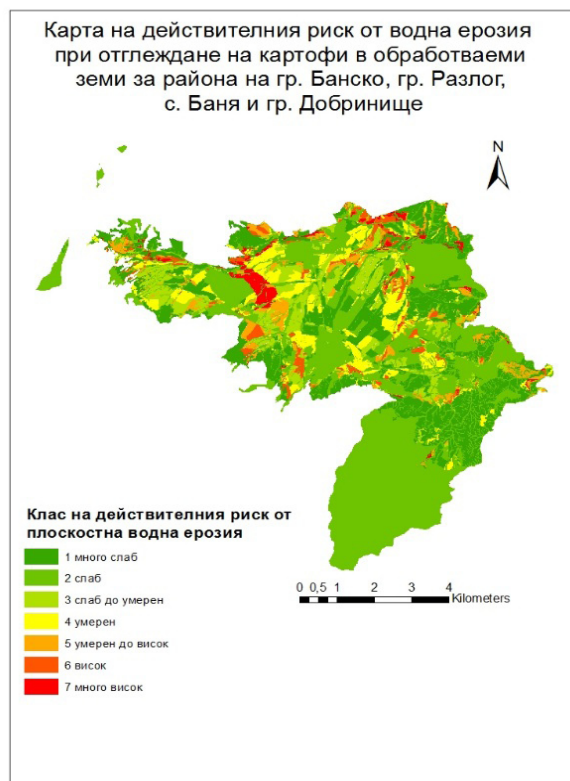 Карта на действителния риск от водна ерозия
при отглеждане на картофи в обработваеми
земи за района на гр. Банско, гр. Разлог,
с. Баня и гр. Добринище
N
Клас на действителния риск от
плоскостна водна ерозия
1 много слаб
2 слаб
3 слаб до умерен
4 умерен
5 умерен до висок
6 висок
7 много висок
0 0,5 1 2 3 4
Kilometers